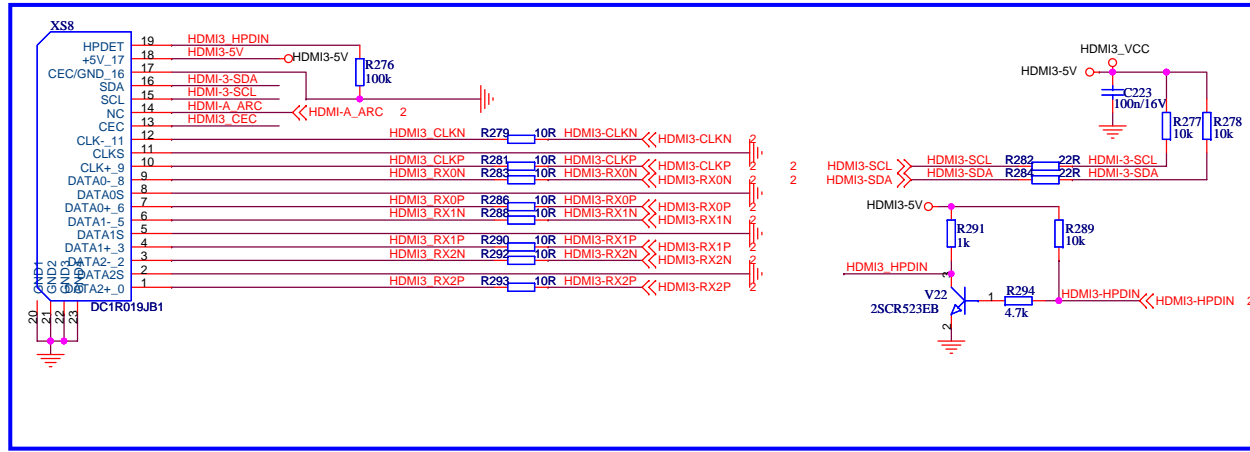 XS8
HPDET 19 HDMI3_HPDIN
+5V_17 18 HDMI3-5V HDMI3-5V
CEC/GND_16 17
SDA 16 HDMI-3-SDA
SCL 15 HDMI-3-SCL
NC 14 HDMI-A_ARC HDMI-A_ARC 2
CEC 13 HDMI3_CEC
CLK-_11 12 HDMI3_CLKN R279 10R HDMI3-CLKN HDMI3-CLKN 2
CLKS 11
CLK+_9 10 HDMI3_CLKP R281 10R HDMI3-CLKP HDMI3-CLKP 2
DATA0-_8 9 HDMI3_RX0N R283 10R HDMI3-RX0N HDMI3-RX0N 2
DATA0S 8
DATA0+_6 7 HDMI3_RX0P R286 10R HDMI3-RX0P HDMI3-RX0P 2
DATA1-_5 6 HDMI3_RX1N R288 10R HDMI3-RX1N HDMI3-RX1N 2
DATA1S 5
DATA1+_3 4 HDMI3_RX1P R290 10R HDMI3-RX1P HDMI3-RX1P 2
DATA2-_2 3 HDMI3_RX2N R292 10R HDMI3-RX2N HDMI3-RX2N 2
DATA2S 2
DATA2+_0 1 HDMI3_RX2P R293 10R HDMI3-RX2P HDMI3-RX2P 2
GND1
GND2
GND3
GND4
20
21
22
23
DC1R019JB1
R276
100k
HDMI3_VCC
HDMI3-5V
C223
100n/16V
R277
10k
R278
10k
2 HDMI3-SCL HDMI3-SCL R282 22R HDMI-3-SCL
2 HDMI3-SDA HDMI3-SDA R284 22R HDMI-3-SDA
HDMI3-5V
R291
1k
R289
10k
HDMI3_HPDIN
3
V22
2SCR523EB
1
2
R294
4.7k
HDMI3-HPDIN HDMI3-HPDIN 2